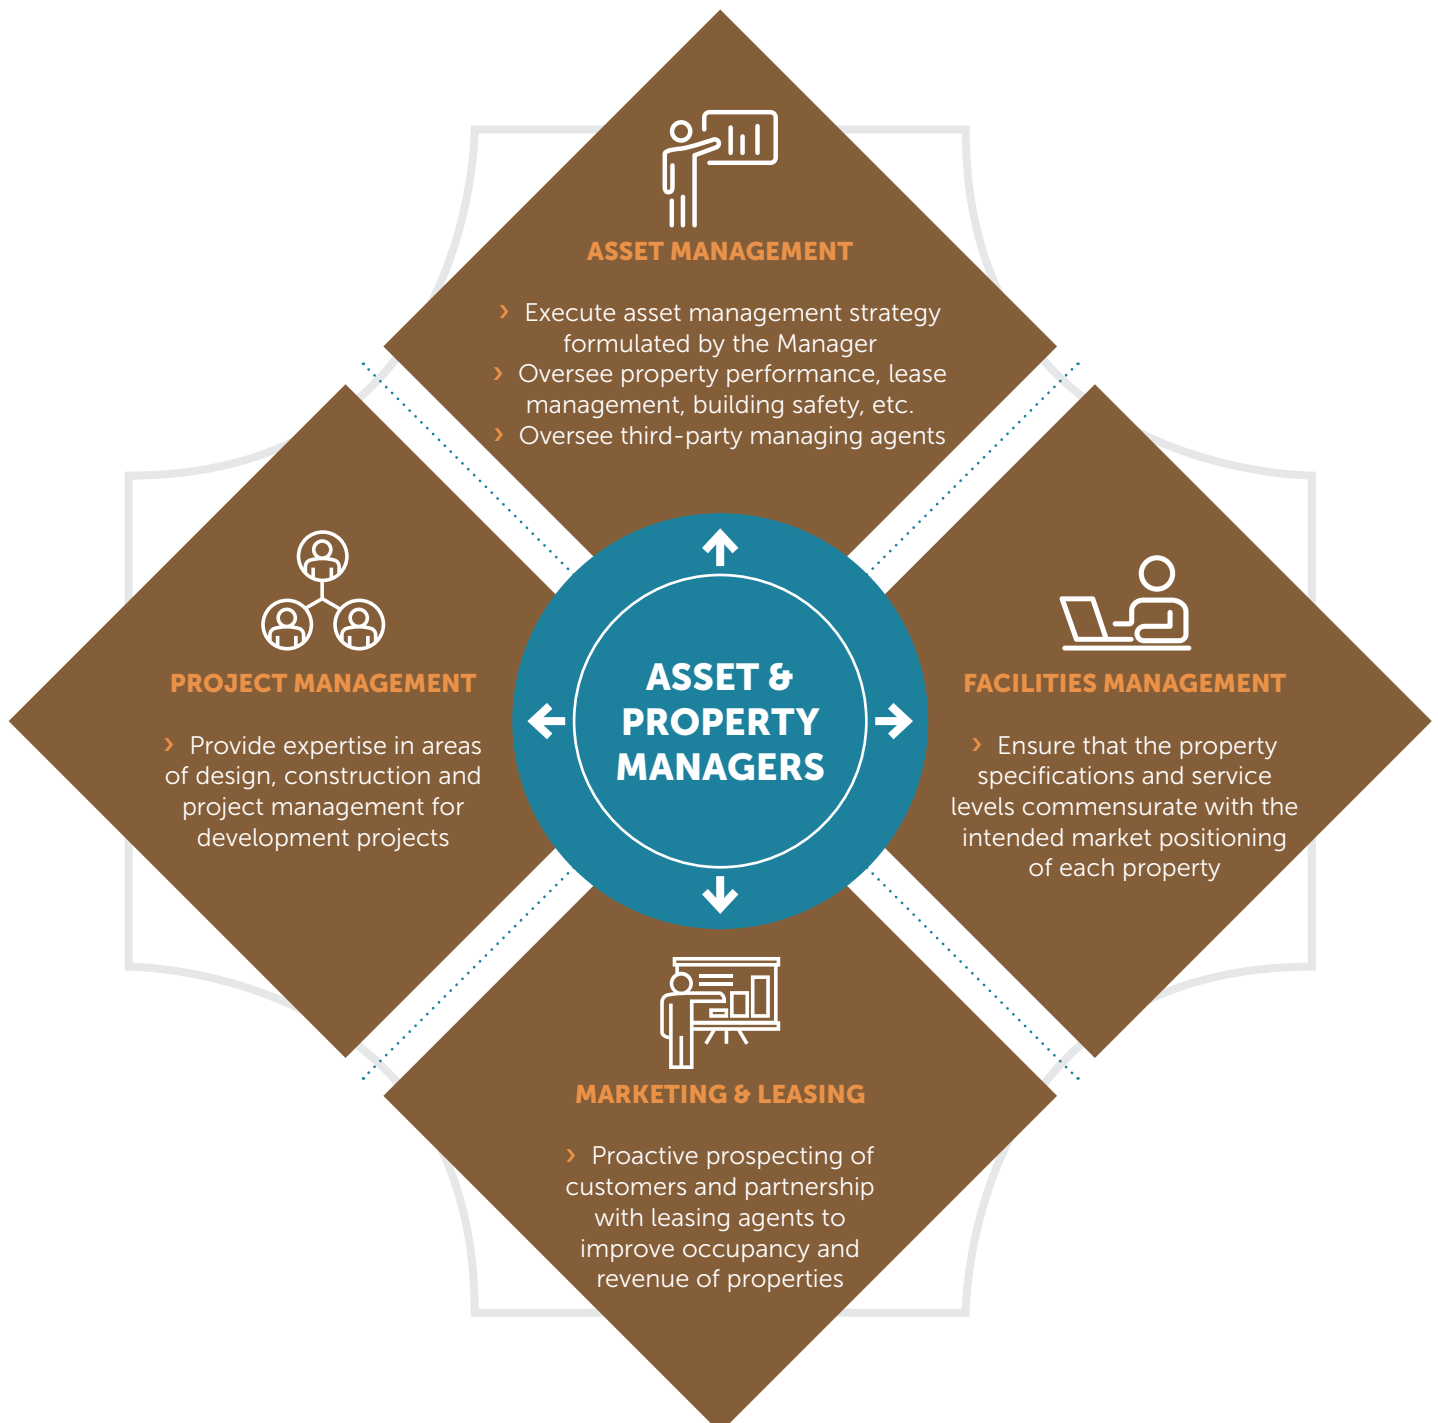 ASSET MANAGEMENT
› Execute asset management strategy
formulated by the Manager
› Oversee property performance, lease
management, building safety, etc.
› Oversee third-party managing agents
PROJECT MANAGEMENT
› Provide expertise in areas
of design, construction and
project management for
development projects
ASSET &
PROPERTY
MANAGERS
FACILITIES MANAGEMENT
› Ensure that the property
specifications and service
levels commensurate with the
intended market positioning
of each property
MARKETING & LEASING
› Proactive prospecting of
customers and partnership
with leasing agents to
improve occupancy and
revenue of properties